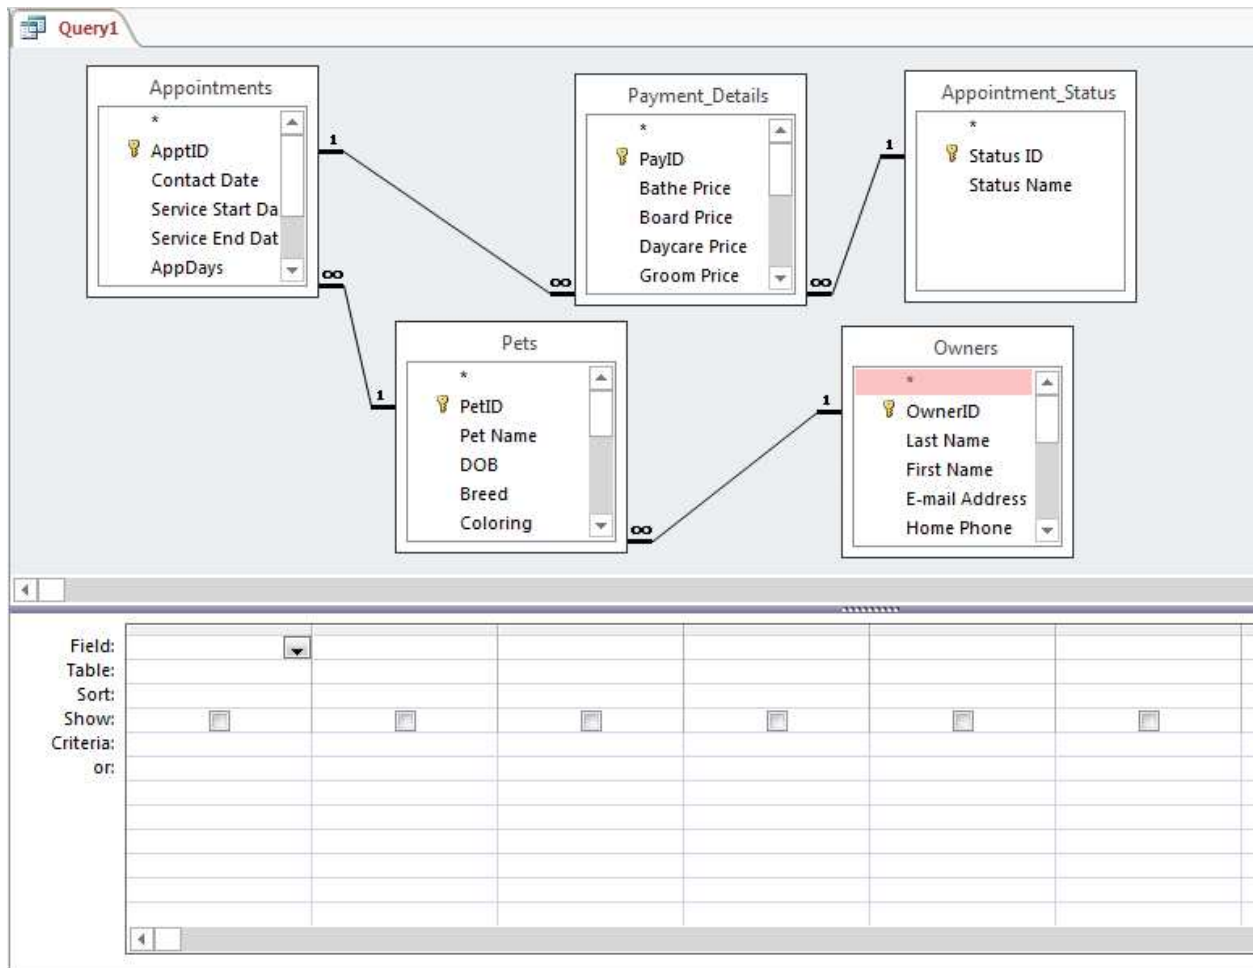 Query1
Appointments
*
ApptID
Contact Date
Service Start Da
Service End Dat
AppDays
Payment_Details
*
PayID
Bathe Price
Board Price
Daycare Price
Groom Price
Appointment_Status
*
Status ID
Status Name
1
∞
∞
1
∞
1
Pets
*
PetID
Pet Name
DOB
Breed
Coloring
Owners
*
OwnerID
Last Name
First Name
E-mail Address
Home Phone
1
∞
Field:
Table:
Sort:
Show:
Criteria:
or: